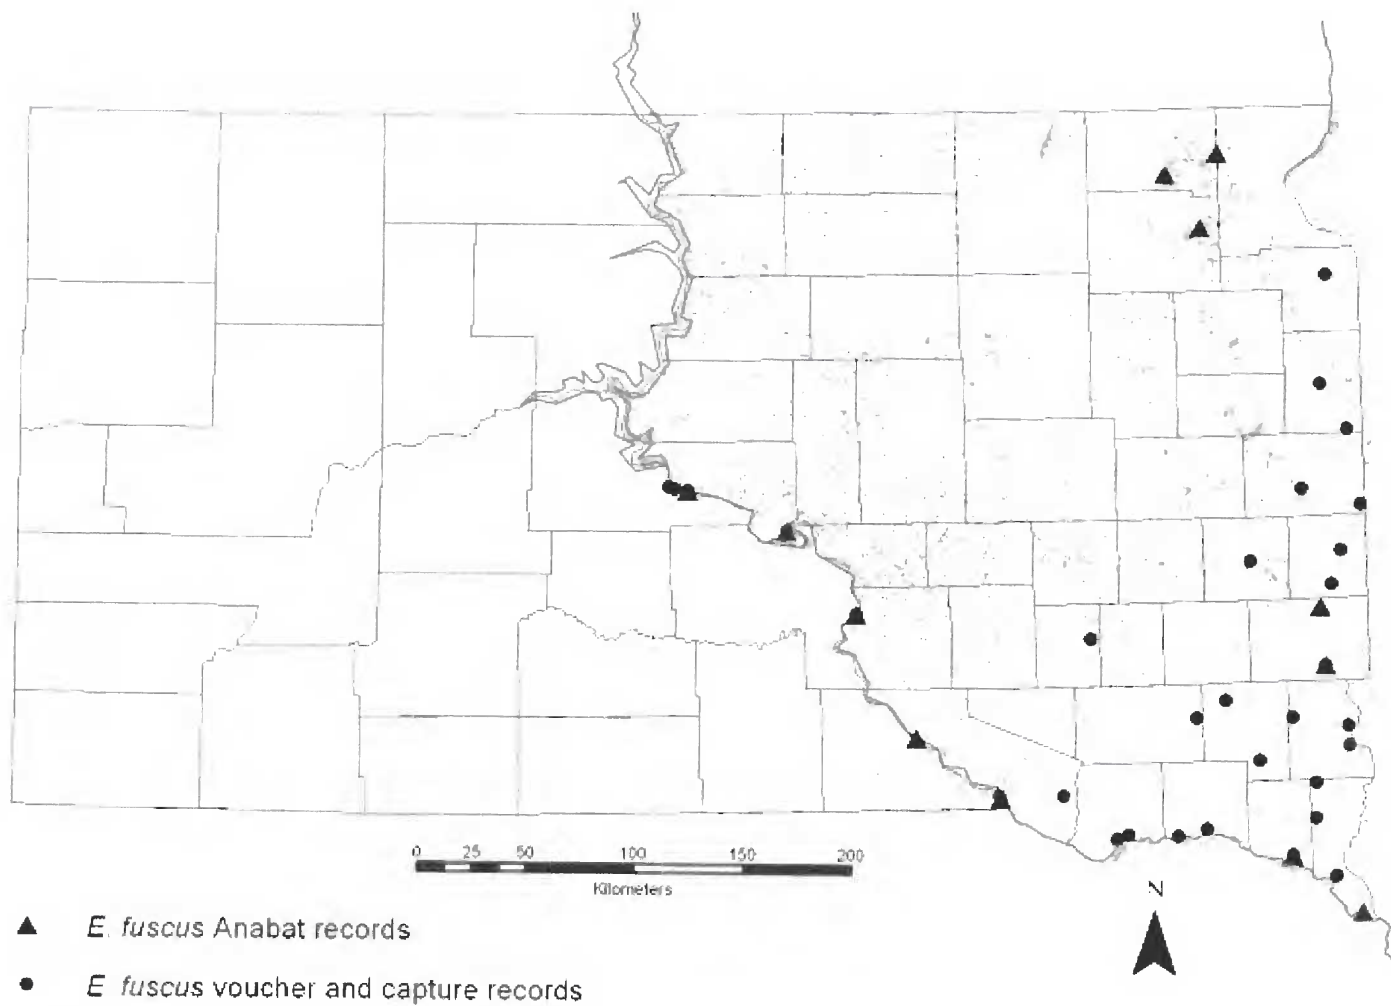 0 25 50 100 150 200
Kilometers
N
E. fuscus Anabat records
E fuscus voucher and capture records